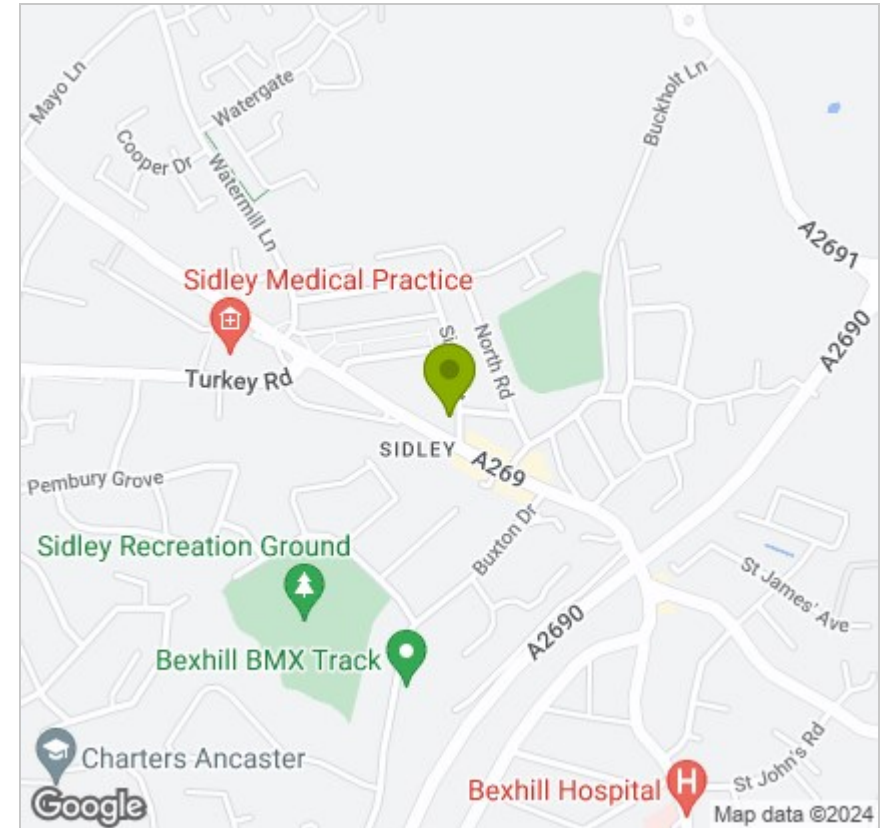 Mayo Ln
Watergate
Cooper Dr
Watermill Ln
Buckholt Ln
A2691
Sidley Medical Practice
A2690
North Rd
Turkey Rd
SIDLEY
A269
Pembury Grove
Buxton Dr
Sidley Recreation Ground
St James' Ave
A2690
Bexhill BMX Track
Charters Ancaster
St John's Rd
Bexhill Hospital
H
Google
Map data ©2024